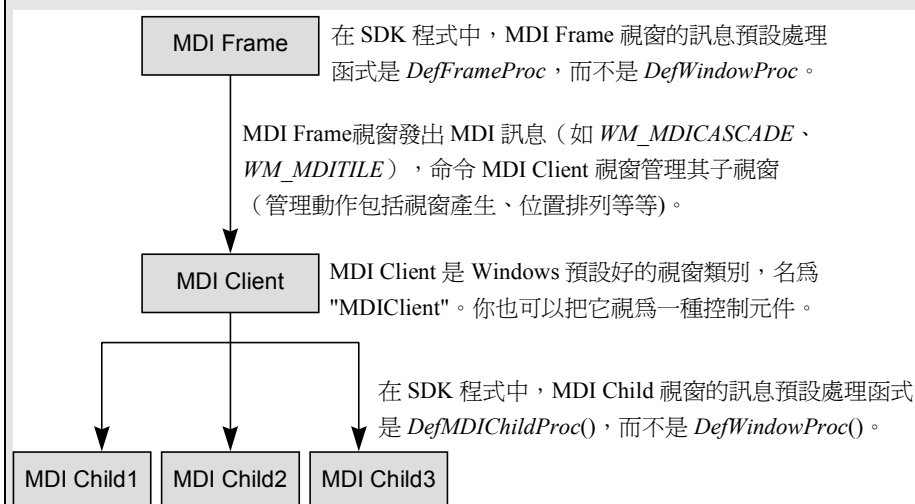 MDI Frame
在 SDK 程式中，MDI Frame 視窗的訊息預設處理
函式是 DefFrameProc，而不是 DefWindowProc。
MDI Frame視窗發出 MDI 訊息（如 WM_MDICASCADE、
WM_MDITILE），命令 MDI Client 視窗管理其子視窗
（管理動作包括視窗產生、位置排列等等)。
MDI Client
MDI Client 是 Windows 預設好的視窗類別，名為
"MDIClient"。你也可以把它視為一種控制元件。
在 SDK 程式中，MDI Child 視窗的訊息預設處理函式
是 DefMDIChildProc()，而不是 DefWindowProc()。
MDI Child1
MDI Child2
MDI Child3